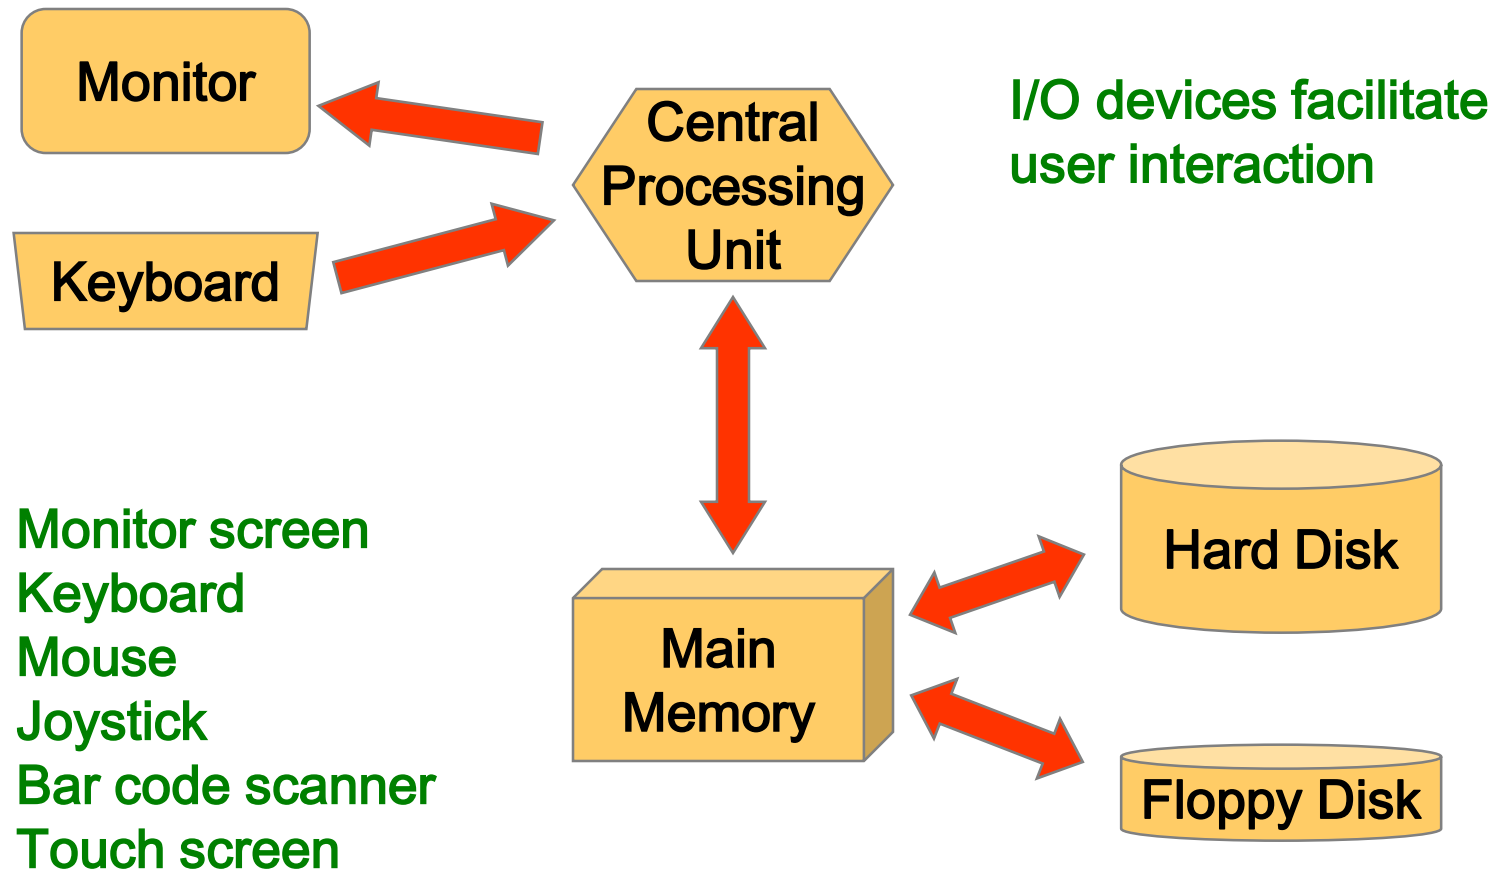 Monitor
Central
Processing
Unit
I/O devices facilitate
user interaction
Keyboard
Monitor screen
Keyboard
Mouse
Joystick
Bar code scanner
Touch screen
Main
Memory
Hard Disk
Floppy Disk